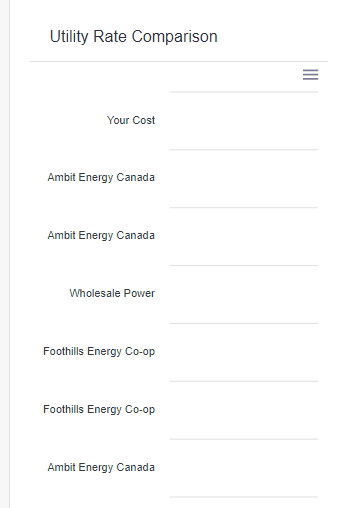 Utility Rate Comparison
Your Cost
Ambit Energy Canada
Ambit Energy Canada
Wholesale Power
Foothills Energy Co-op
Foothills Energy Co-op
Ambit Energy Canada